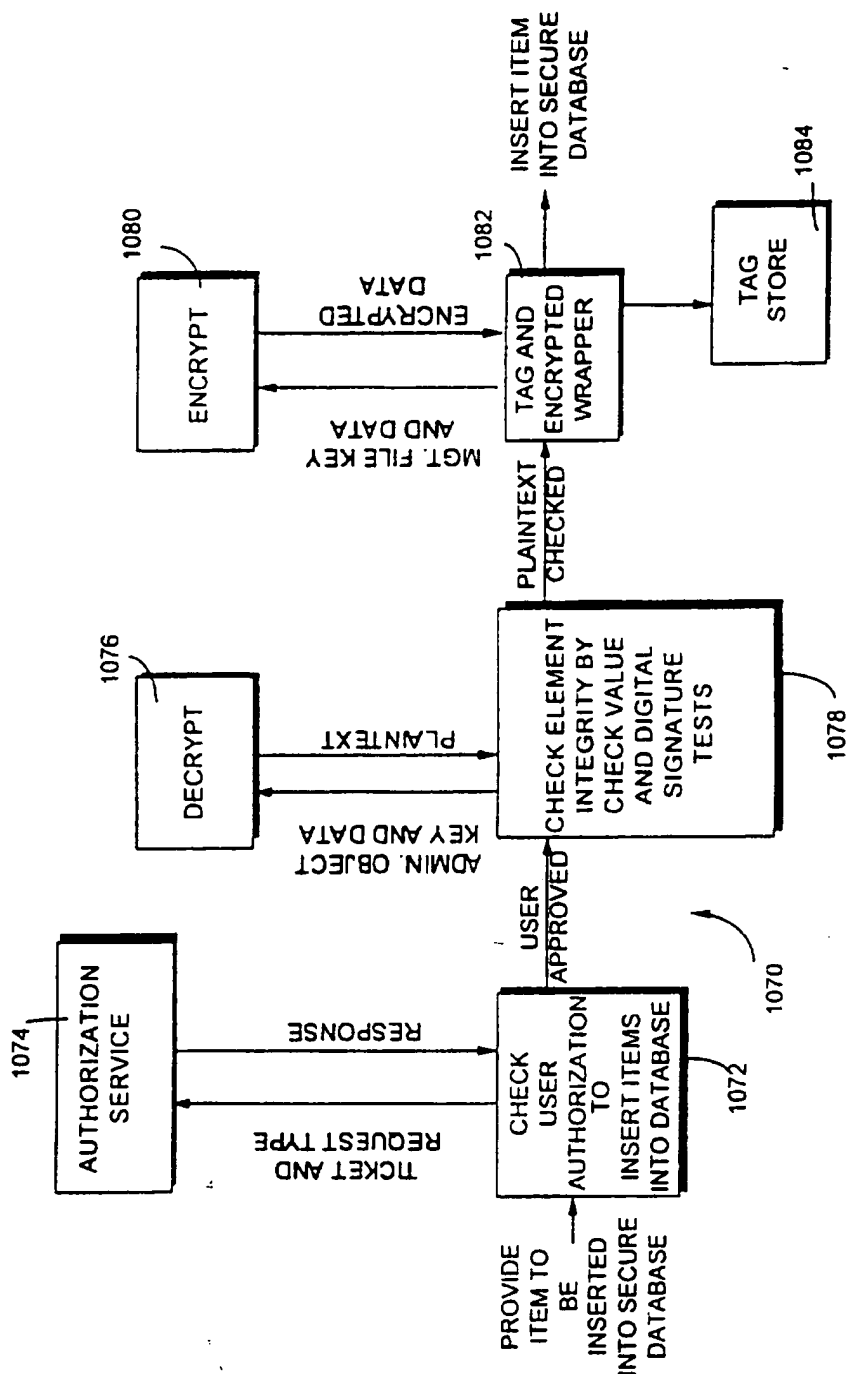 1074
AUTHORIZATION
SERVICE
1076
DECRYPT
1080
ENCRYPT
TICKET AND
REQUEST TYPE
RESPONSE
ADMIN. OBJECT
KEY AND DATA
PLAINTEXT
MGT. FILE KEY
AND DATA
ENCRYPTED
DATA
PROVIDE
ITEM TO
BE
INSERTED
INTO SECURE
DATABASE
CHECK
USER
AUTHORIZATION
TO
INSERT ITEMS
INTO DATABASE
1072
USER
APPROVED
1070
CHECK ELEMENT
INTEGRITY BY
CHECK VALUE
AND DIGITAL
SIGNATURE
TESTS
1078
PLAINTEXT
CHECKED
1082
TAG AND
ENCRYPTED
WRAPPER
INSERT ITEM
INTO SECURE
DATABASE
TAG
STORE
1084